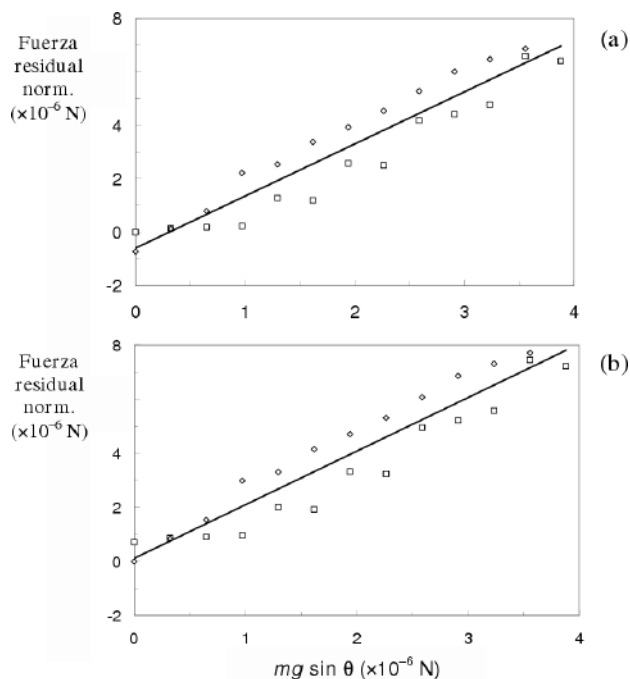 Fuerza
residual
norm.
(×10⁻⁶ N)
8
4
2
0
-2
0
1
2
3
4
(a)
Fuerza
residual
norm.
(×10⁻⁶ N)
8
4
2
0
-2
0
1
2
3
4
(b)
mg sin θ (×10⁻⁶ N)